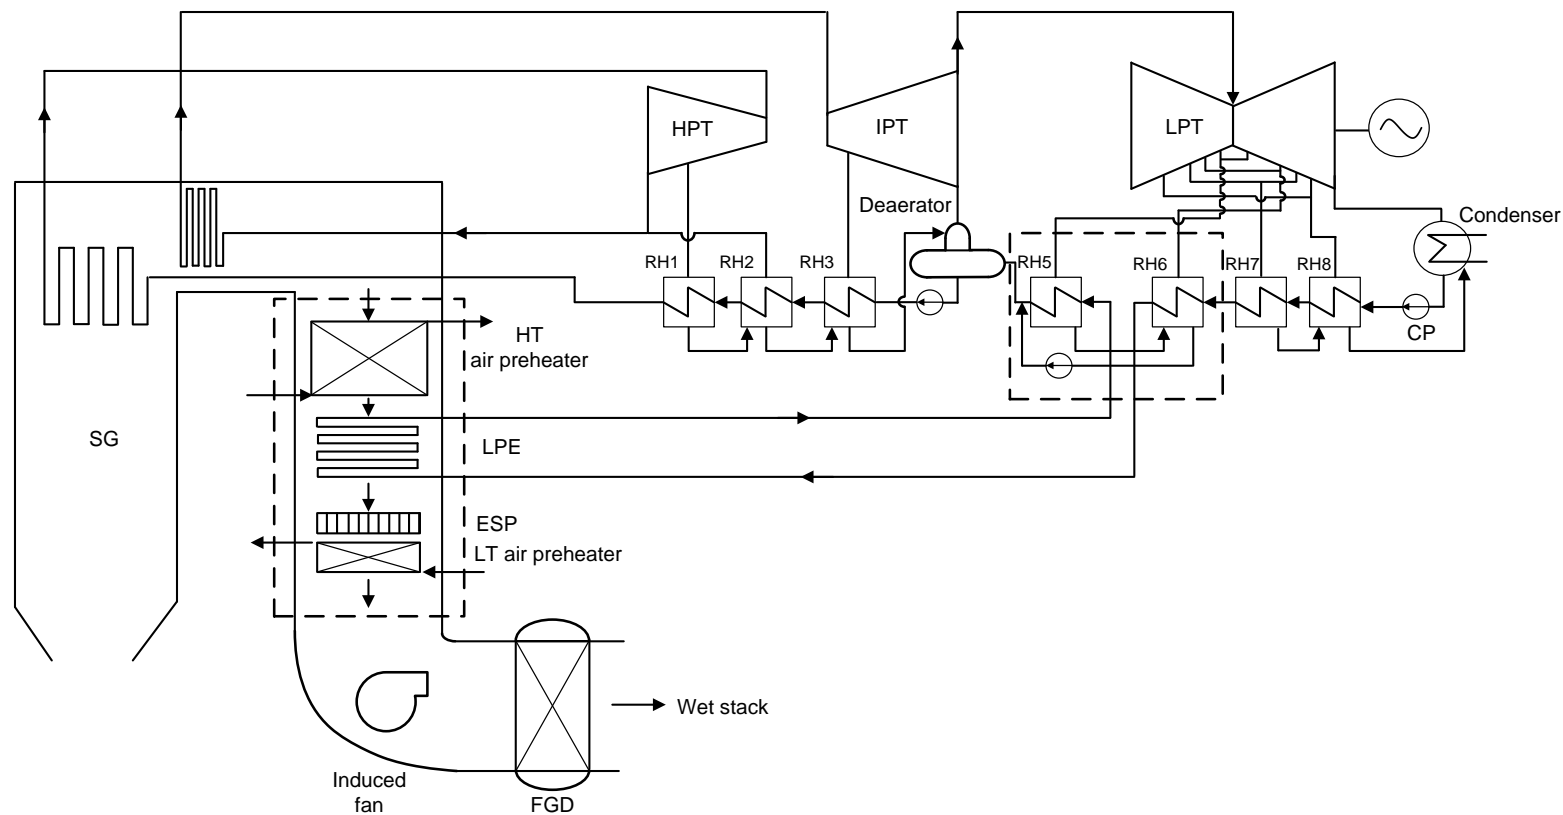 HPT
IPT
LPT
Deaerator
Condenser
RH1
RH2
RH3
RH5
RH6
RH7
RH8
CP
HT
air preheater
SG
LPE
ESP
LT air preheater
Wet stack
Induced
fan
FGD